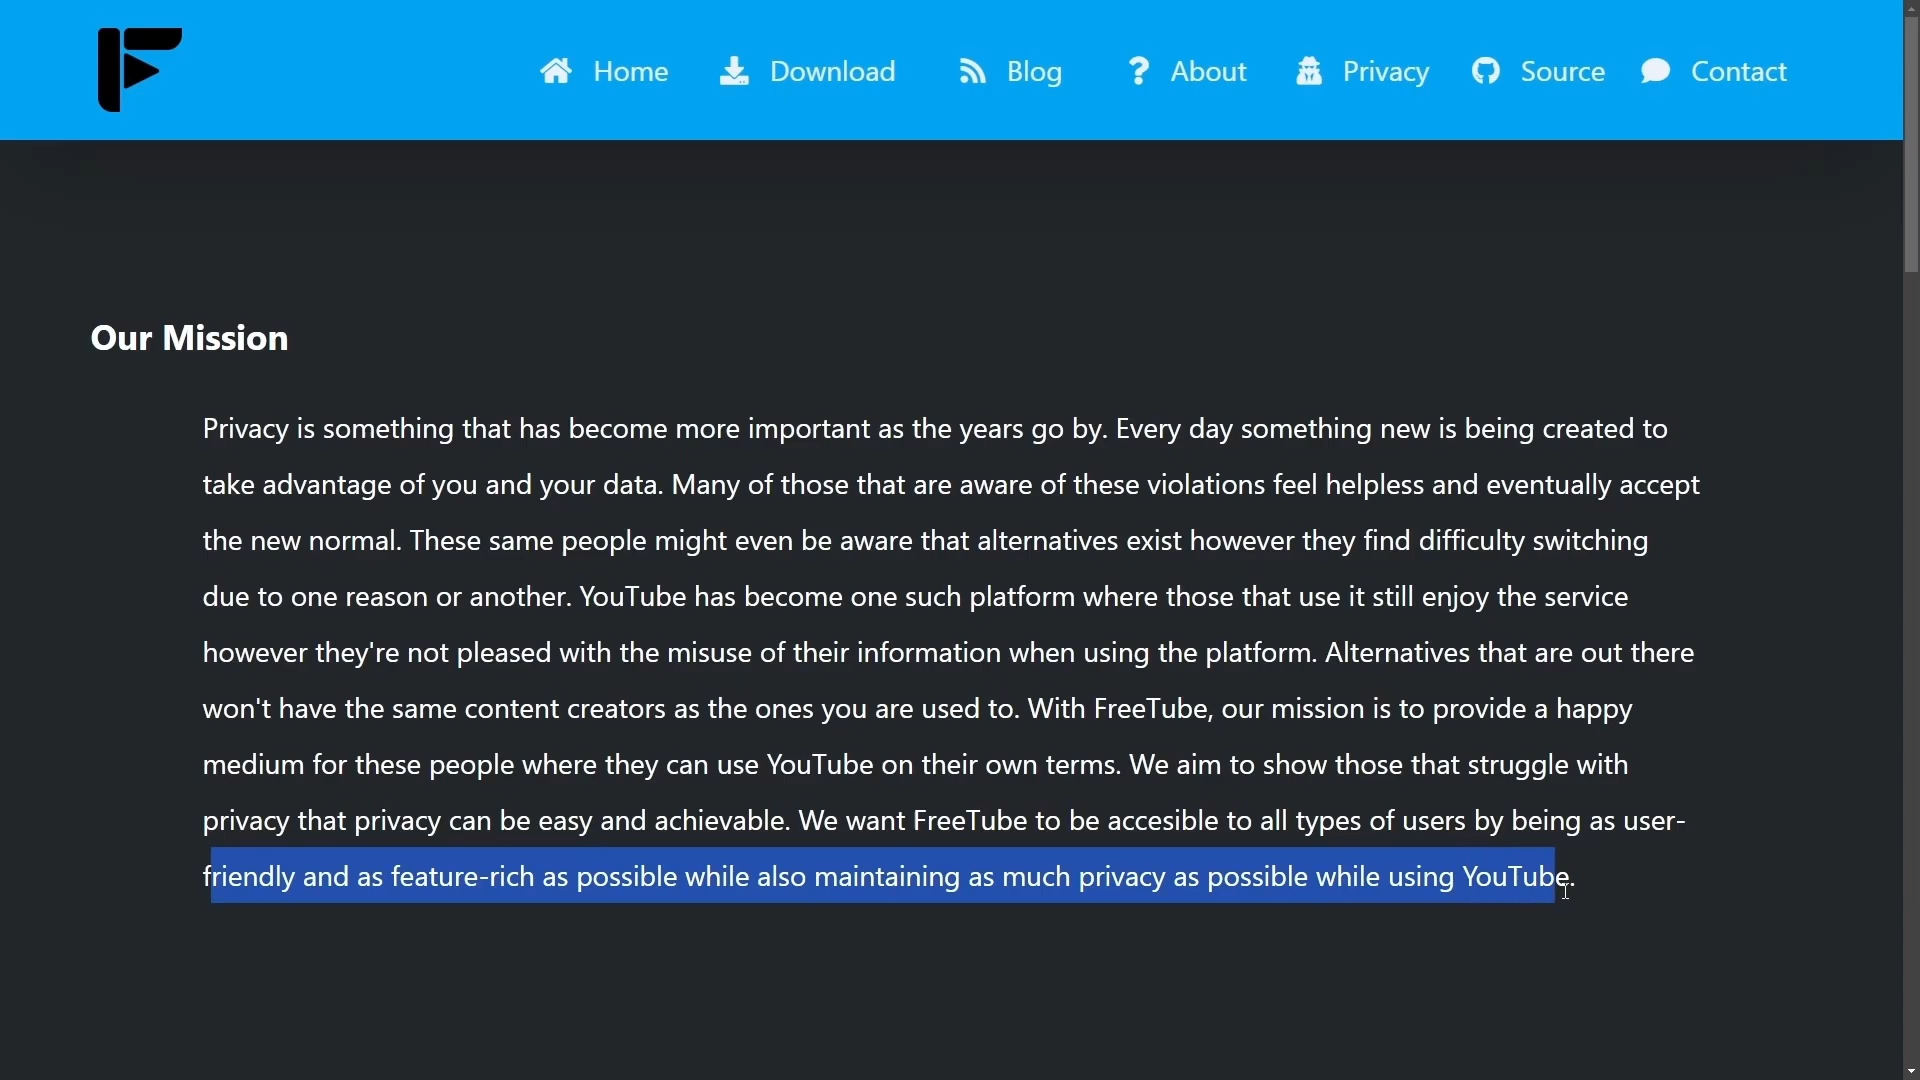 Home Download Blog About Privacy Source Contact
Our Mission
Privacy is something that has become more important as the years go by. Every day something new is being created to
take advantage of you and your data. Many of those that are aware of these violations feel helpless and eventually accept
the new normal. These same people might even be aware that alternatives exist however they find difficulty switching
due to one reason or another. YouTube has become one such platform where those that use it still enjoy the service
however they're not pleased with the misuse of their information when using the platform. Alternatives that are out there
won't have the same content creators as the ones you are used to. With FreeTube, our mission is to provide a happy
medium for these people where they can use YouTube on their own terms. We aim to show those that struggle with
privacy that privacy can be easy and achievable. We want FreeTube to be accesible to all types of users by being as user-
friendly and as feature-rich as possible while also maintaining as much privacy as possible while using YouTube.